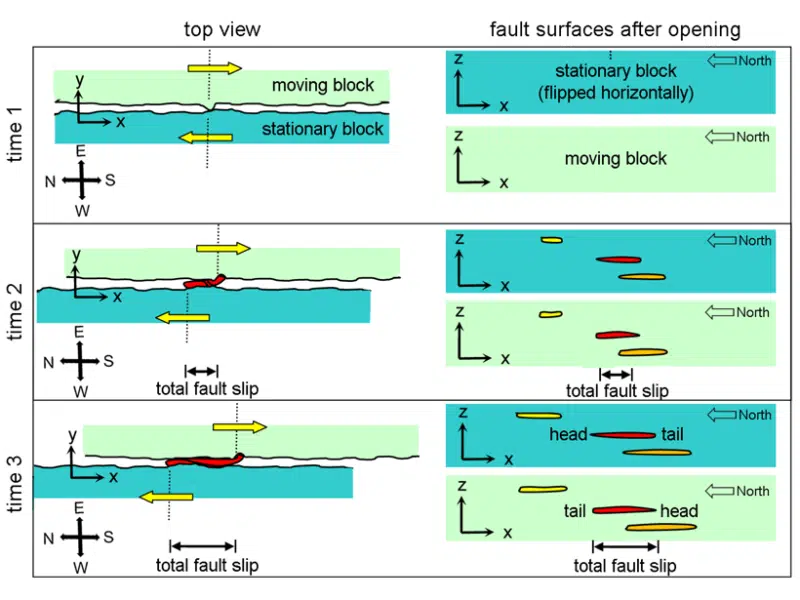 top view
fault surfaces after opening
time 1
y
moving block
x
stationary block
E
N
S
W
z
stationary block
(flipped horizontally)
North
x
z
North
moving block
x
time 2
y
x
E
N
S
W
total fault slip
z
North
x
z
North
x
total fault slip
time 3
y
x
E
N
S
W
total fault slip
z
North
head
tail
x
z
North
tail
head
x
total fault slip